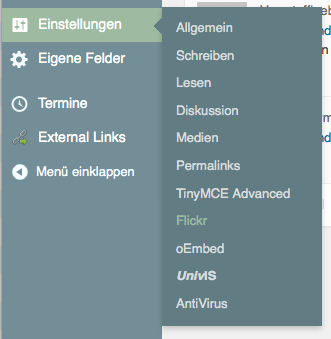 Einstellungen
Eigene Felder
Termine
External Links
Menü einklappen
Allgemein
Schreiben
Lesen
Diskussion
Medien
Permalinks
TinyMCE Advanced
Flickr
oEmbed
UnivIS
AntiVirus